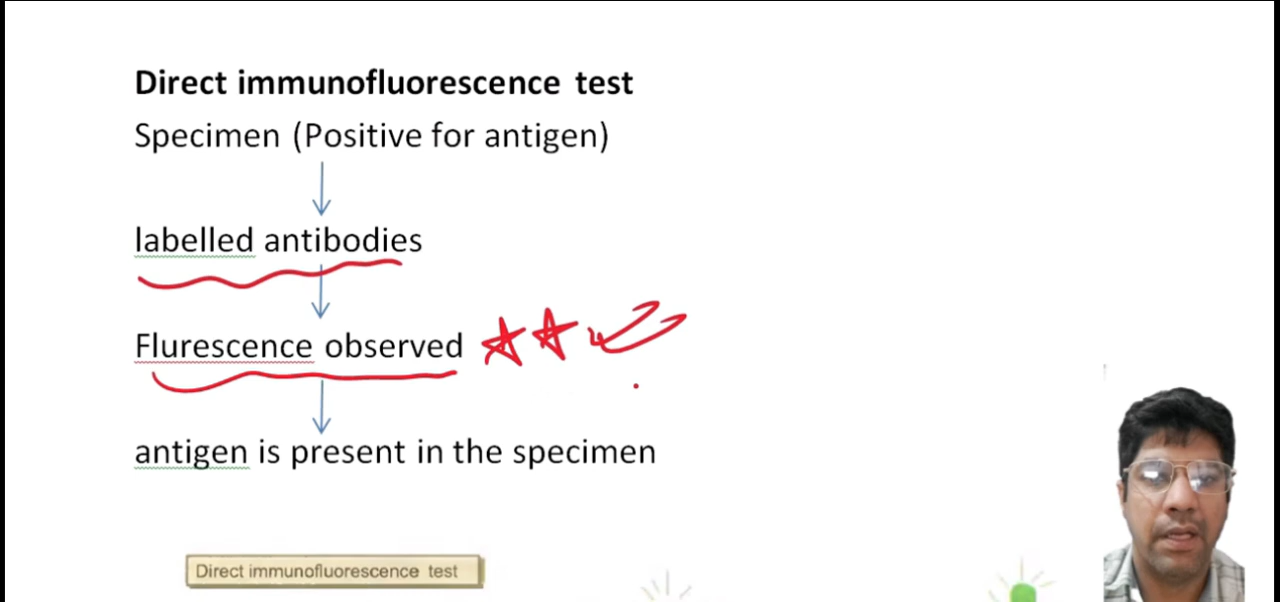 Direct immunofluorescence test
Specimen (Positive for antigen)
labelled antibodies
Flurescence observed
antigen is present in the specimen
Direct immunofluorescence test